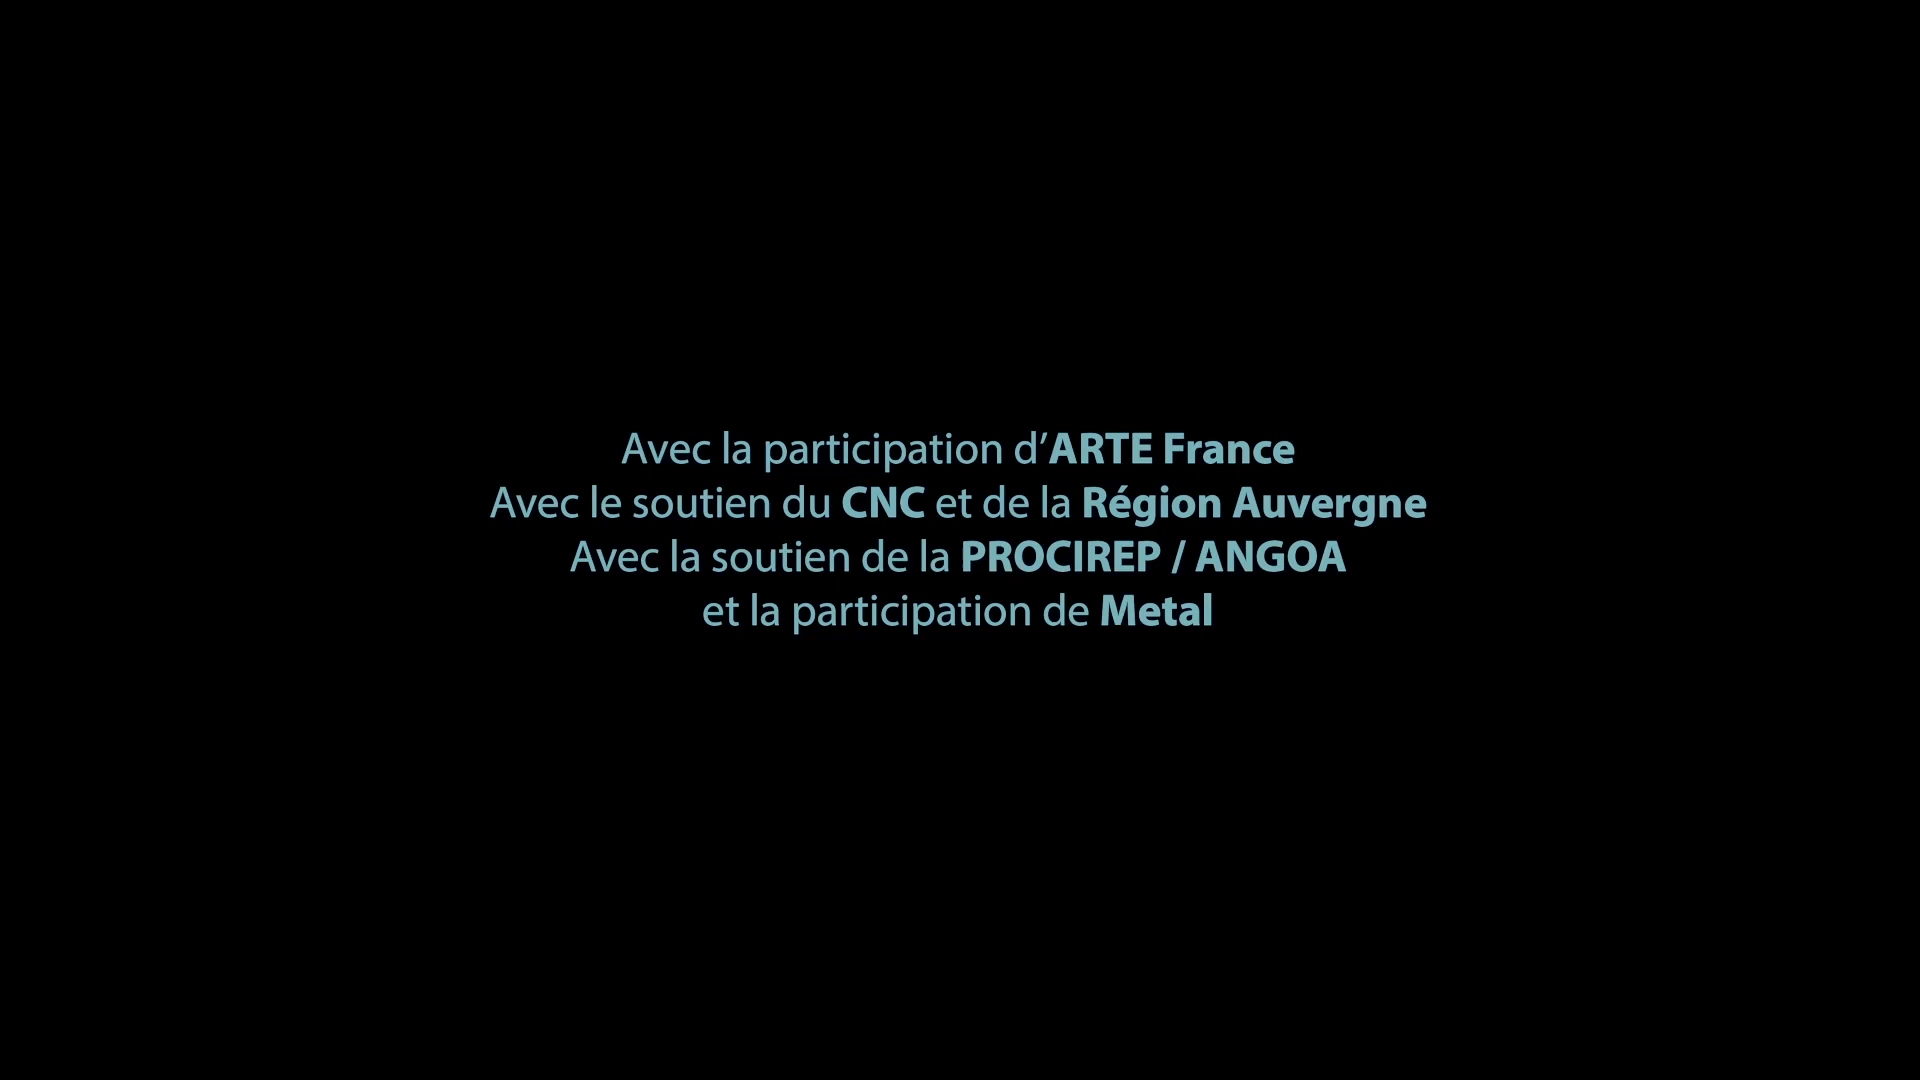 Avec la participation d’ARTE France
Avec le soutien du CNC et de la Région Auvergne
Avec la soutien de la PROCIREP / ANGOA
et la participation de Metal